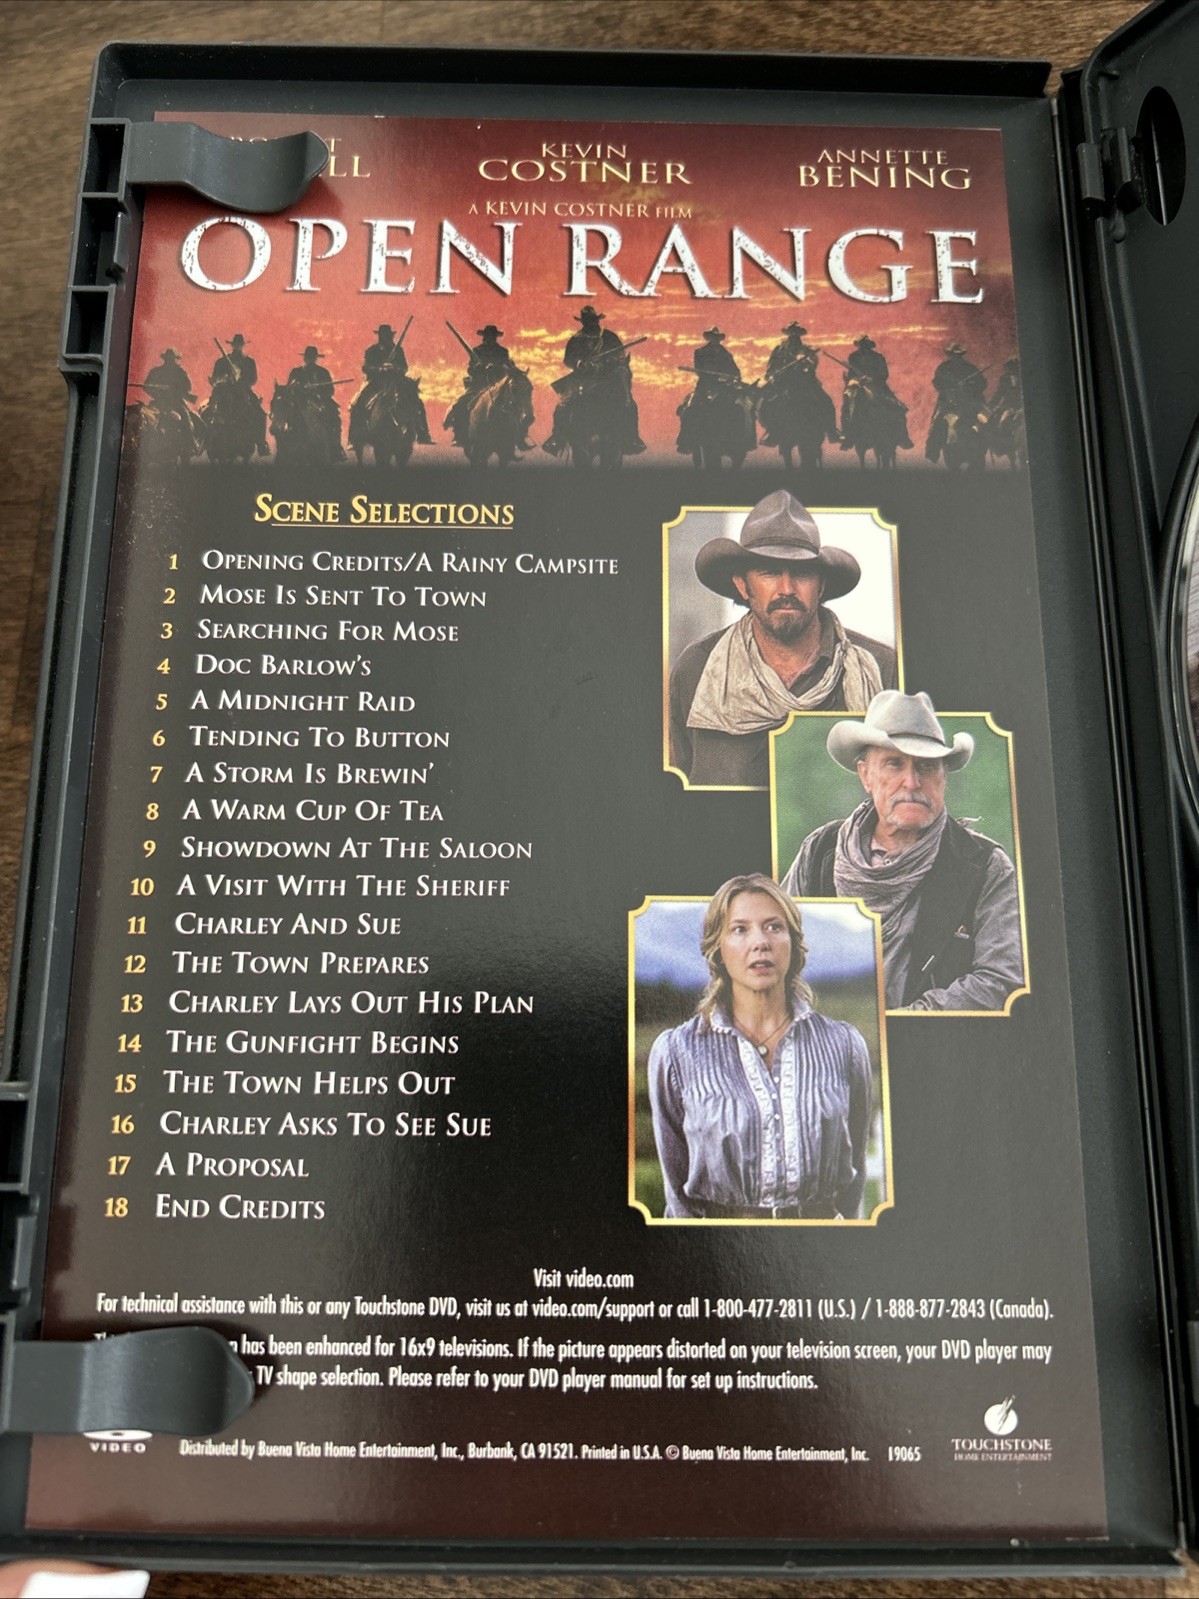 KEVIN
COSTNER
ANNETTE
BENING
A KEVIN COSTNER FILM
OPEN RANGE
SCENE SELECTIONS
1 OPENING CREDITS/A RAINY CAMPSITE
2 MOSE IS SENT TO TOWN
3 SEARCHING FOR MOSE
4 DOC BARLOW'S
5 A MIDNIGHT RAID
6 TENDING TO BUTTON
7 A STORM IS BREWIN'
8 A WARM CUP OF TEA
9 SHOWDOWN AT THE SALOON
10 A VISIT WITH THE SHERIFF
11 CHARLEY AND SUE
12 THE TOWN PREPARES
13 CHARLEY LAYS OUT HIS PLAN
14 THE GUNFIGHT BEGINS
15 THE TOWN HELPS OUT
16 CHARLEY ASKS TO SEE SUE
17 A PROPOSAL
18 END CREDITS
Visit video.com
For technical assistance with this or any Touchstone DVD, visit us at video.com/support or call 1-800-477-2811 (U.S.) / 1-888-877-2843 (Canada).
has been enhanced for 16x9 televisions. If the picture appears distorted on your television screen, your DVD player may
TV shape selection. Please refer to your DVD player manual for set up instructions.
VIDEO
Distributed by Buena Vista Home Entertainment, Inc., Burbank, CA 91521. Printed in U.S.A. © Buena Vista Home Entertainment, Inc. 19065
TOUCHSTONE
HOME ENTERTAINMENT